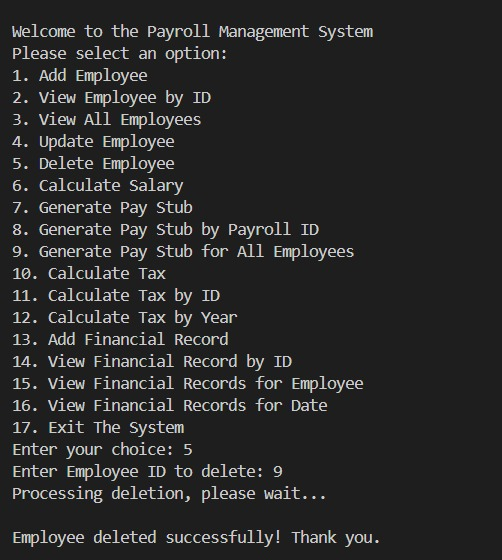 Welcome to the Payroll Management System
Please select an option:
1. Add Employee
2. View Employee by ID
3. View All Employees
4. Update Employee
5. Delete Employee
6. Calculate Salary
7. Generate Pay Stub
8. Generate Pay Stub by Payroll ID
9. Generate Pay Stub for All Employees
10. Calculate Tax
11. Calculate Tax by ID
12. Calculate Tax by Year
13. Add Financial Record
14. View Financial Record by ID
15. View Financial Records for Employee
16. View Financial Records for Date
17. Exit The System
Enter your choice: 5
Enter Employee ID to delete: 9
Processing deletion, please wait...
Employee deleted successfully! Thank you.